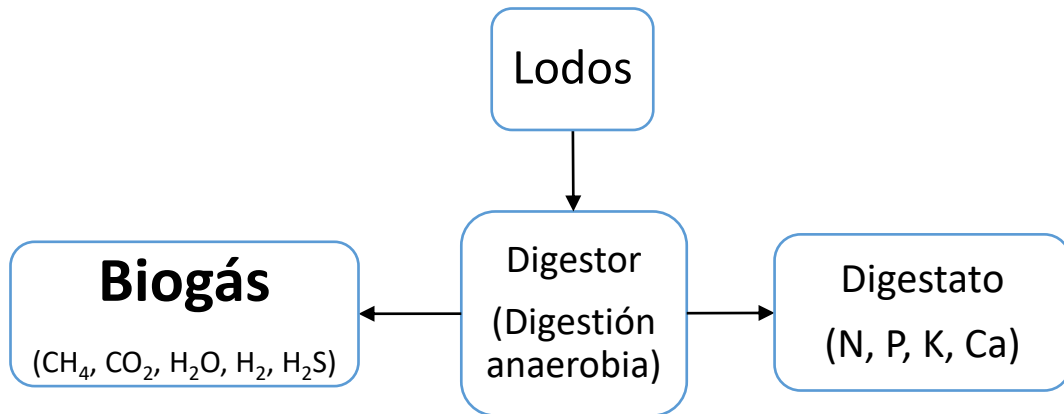 Lodos
Biogás
(CH₄, CO₂, H₂O, H₂, H₂S)
Digestor
(Digestión
anaerobia)
Digestato
(N, P, K, Ca)